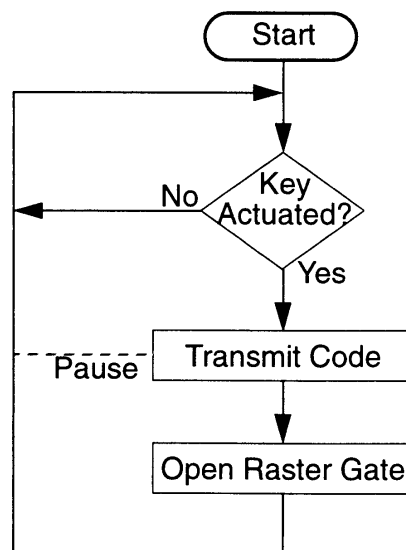 Start
Key
Actuated?
No
Yes
Transmit Code
Pause
Open Raster Gate